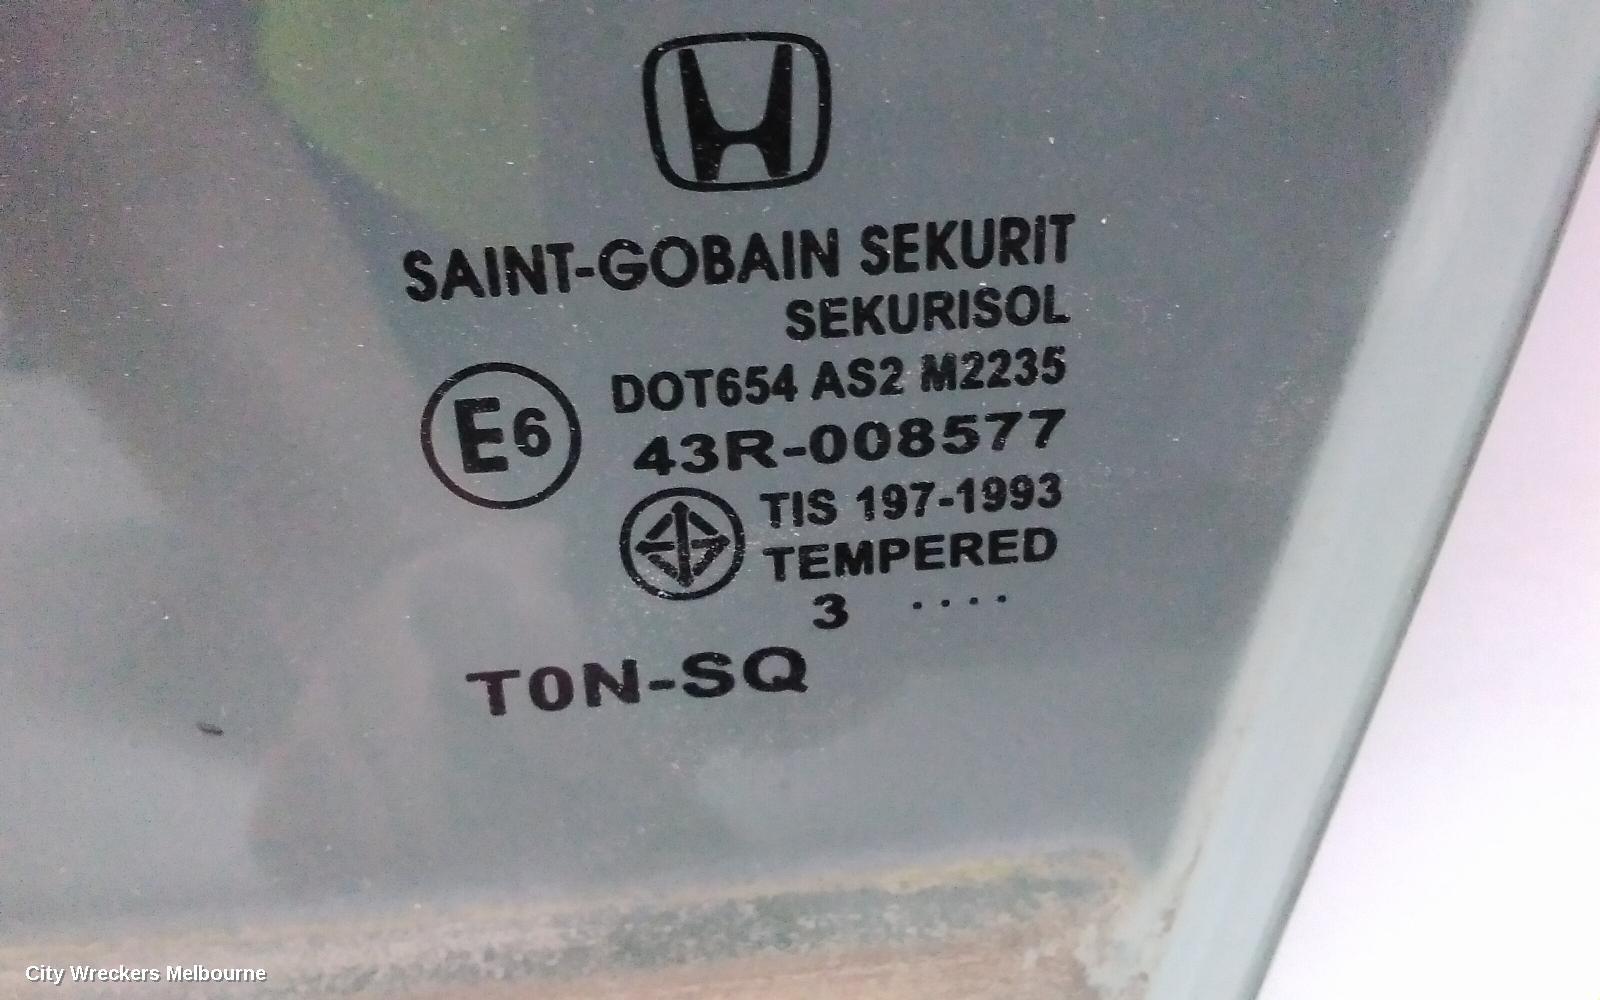 SAINT-GOBAIN SEKURIT
SEKURISOL
E6
DOT654 AS2 M2235
43R-008577
TIS 197-1993
TEMPERED
3 ....
T0N-SQ
City Wreckers Melbourne